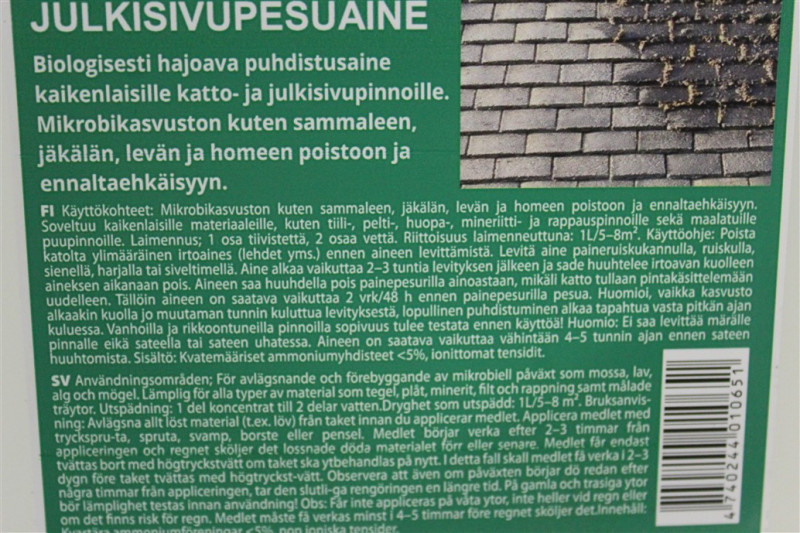 JULKISIVUPESUAINE
Biologisesti hajoava puhdistusaine
kaikenlaisille katto- ja julkisivupinnoille.
Mikrobikasvuston kuten sammaleen,
jäkälän, levän ja homeen poistoon ja
ennaltaehkäisyyn.
FI Käyttökohteet: Mikrobikasvuston kuten sammaleen, jäkälän, levän ja homeen poistoon ja ennaltaehkäisyyn.
Soveltuu kaikenlaisille materiaaleille, kuten tiili-, pelti-, huopa-, mineriitti- ja rappauspinnoille sekä maalatuille
puupinnoille. Laimennus; 1 osa tiivistettä, 2 osaa vettä. Riittoisuus laimennettuna: 1L/5–8m². Käyttöohje: Poista
katolta ylimääräinen irtoaines (lehdet yms.) ennen aineen levittämistä. Levitä aine paineruiskukannulla, ruiskulla,
sienellä, harjalla tai siveltimellä. Aine alkaa vaikuttaa 2–3 tuntia levityksen jälkeen ja sade huuhtelee irtoavan kuolleen
aineksen aikanaan pois. Aineen saa huuhdella pois painepesurilla ainoastaan, mikäli katto tullaan pintakäsittelemään
uudelleen. Tällöin aineen on saatava vaikuttaa 2 vrk/48 h ennen painepesurilla pesua. Huomioi, vaikka kasvusto
alkaakin kuolla jo muutaman tunnin kuluttua levityksestä, lopullinen puhdistuminen alkaa tapahtua vasta pitkän ajan
kuluessa. Vanhoilla ja rikkoontuneilla pinnoilla sopivuus tulee testata ennen käyttöä! Huomio: Ei saa levittää märälle
pinnalle eikä sateella tai sateen uhatessa. Aineen on saatava vaikuttaa vähintään 4–5 tunnin ajan ennen sateen
huuhtomista. Sisältö: Kvatemääriset ammoniumyhdisteet <5%, ionittomat tensidit.
SV Användningsområden; För avlägsnande och förebyggande av mikrobiell påväxt som mossa, lav,
alg och mögel. Lämplig för alla typer av material som tegel, plåt, minerit, filt och rappning samt målade
träytor. Utspädning: 1 del koncentrat till 2 delar vatten.Dryghet som utspädd: 1L/5–8 m². Bruksanvis-
ning: Avlägsna allt löst material (t.ex. löv) från taket innan du applicerar medlet. Applicera medlet med
tryckspru-ta, spruta, svamp, borste eller pensel. Medlet börjar verka efter 2–3 timmar från
appliceringen och regnet sköljer det lossnade döda materialet förr eller senare. Medlet får endast
tvättas bort med högtryckstvätt om taket ska ytbehandlas på nytt. I detta fall skall medlet få verka i 2–3
dygn före taket tvättas med högtryckst-vätt. Observera att även om påväxten börjar dö redan efter
några timmar från appliceringen, tar den slutli-ga rengöringen en längre tid. På gamla och trasiga ytor
bör lämplighet testas innan användning! Obs: Får inte appliceras på våta ytor, inte heller vid regn eller
om det finns risk för regn. Medlet måste få verkas minst i 4–5 timmar före regnet sköljer det.Innehåll:
Kvartära ammoniumföreningar <5%, non joniska tensider.
4 740244 010651